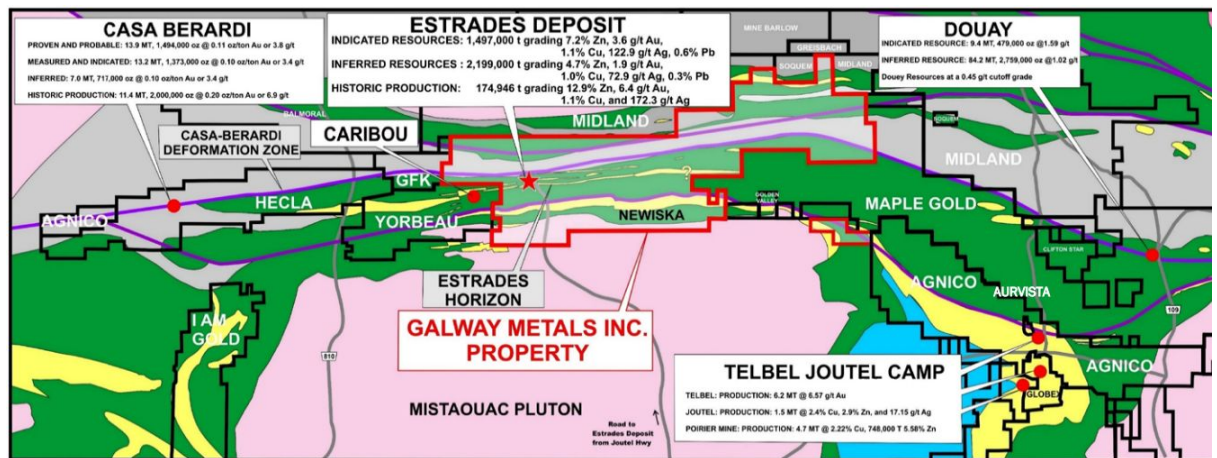 CASA BERARDI
PROVEN AND PROBABLE: 13.9 MT, 1,494,000 oz @ 0.11 oz/ton Au or 3.8 g/t
MEASURED AND INDICATED: 13.2 MT, 1,373,000 oz @ 0.10 oz/ton Au or 3.4 g/t
INFERRED: 7.0 MT, 717,000 oz @ 0.10 oz/ton Au or 3.4 g/t
HISTORIC PRODUCTION: 11.4 MT, 2,000,000 oz @ 0.20 oz/ton Au or 6.9 g/t
ESTRADES DEPOSIT
INDICATED RESOURCES: 1,497,000 t grading 7.2% Zn, 3.6 g/t Au,
1.1% Cu, 122.9 g/t Ag, 0.6% Pb
INFERRED RESOURCES : 2,199,000 t grading 4.7% Zn, 1.9 g/t Au,
1.0% Cu, 72.9 g/t Ag, 0.3% Pb
HISTORIC PRODUCTION: 174,946 t grading 12.9% Zn, 6.4 g/t Au,
1.1% Cu, and 172.3 g/t Ag
DOUAY
INDICATED RESOURCE: 9.4 MT, 479,000 oz @1.59 g/t
INFERRED RESOURCE: 84.2 MT, 2,759,000 oz @1.02 g/t
Douey Resources at a 0.45 g/t cutoff grade
MINE BARLOW
GREISBACH
SOQUEM
MIDLAND
BALMORAL
MIDLAND
SOQUEM
CASA-BERARDI
DEFORMATION ZONE
CARIBOU
MIDLAND
GFK
?
HECLA
AGNICO
YORBEAU
NEWISKA
GOLDEN
VALLEY
MAPLE GOLD
CLIFTON STAR
ESTRADES
HORIZON
AGNICO
AURVISTA
109
I AM
GOLD
810
GALWAY METALS INC.
PROPERTY
AGNICO
MISTAOUAC PLUTON
Road to
Estrades Deposit
from Joutel Hwy
TELBEL JOUTEL CAMP
TELBEL: PRODUCTION: 6.2 MT @ 6.57 g/t Au
JOUTEL: PRODUCTION: 1.5 MT @ 2.4% Cu, 2.9% Zn, and 17.15 g/t Ag
POIRIER MINE: PRODUCTION: 4.7 MT @ 2.22% Cu, 748,000 T 5.58% Zn
GLOBEX